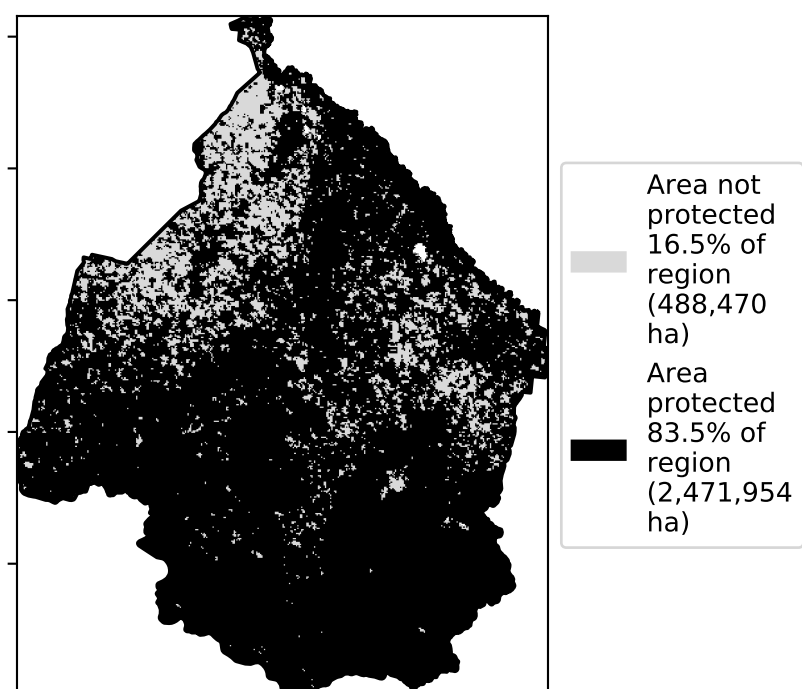 Area not
protected
16.5% of
region
(488,470
ha)
Area
protected
83.5% of
region
(2,471,954
ha)